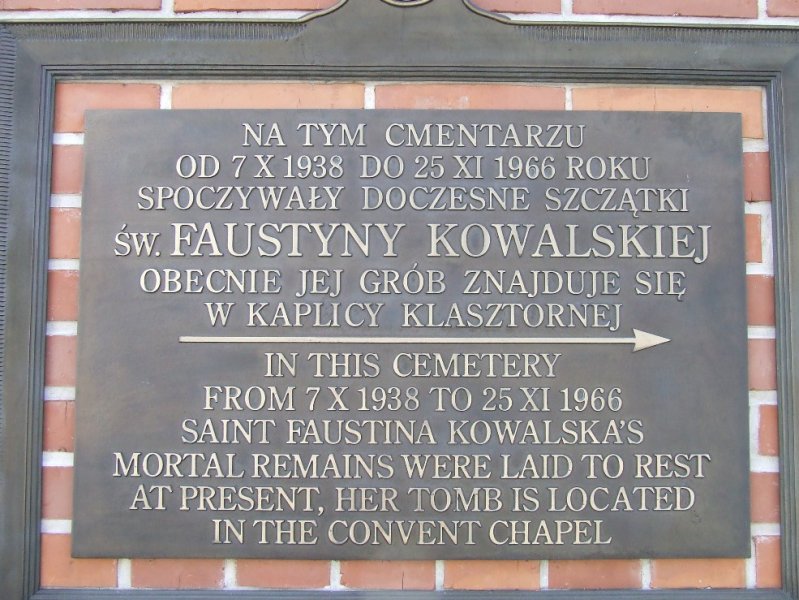 NA TYM CMENTARZU
OD 7 X 1938 DO 25 XI 1966 ROKU
SPOCZYWAŁY DOCZESNE SZCZĄTKI
ŚW. FAUSTYNY KOWALSKIEJ
OBECNIE JEJ GRÓB ZNAJDUJE SIĘ
W KAPLICY KLASZTORNEJ
IN THIS CEMETERY
FROM 7 X 1938 TO 25 XI 1966
SAINT FAUSTINA KOWALSKA'S
MORTAL REMAINS WERE LAID TO REST
AT PRESENT, HER TOMB IS LOCATED
IN THE CONVENT CHAPEL